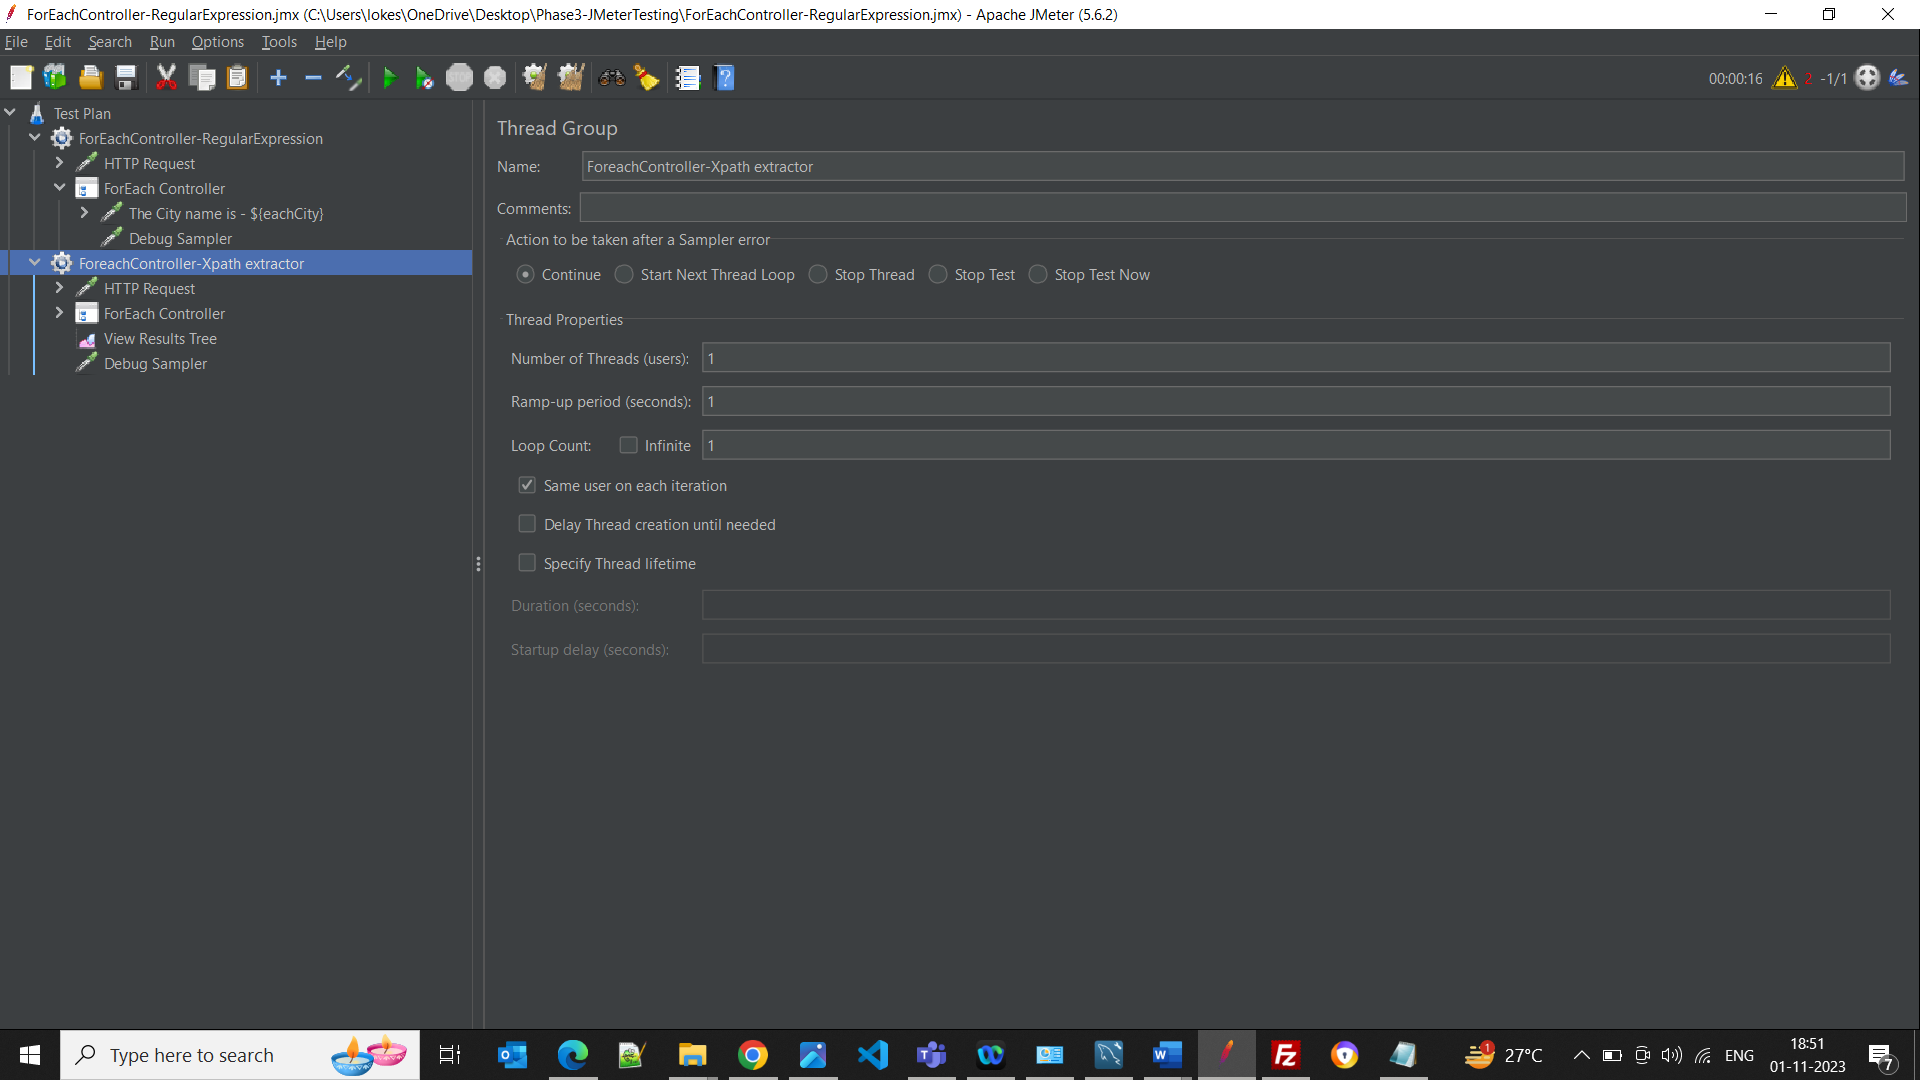 ForEachController-RegularExpression.jmx (C:\Users\lokes\OneDrive\Desktop\Phase3-JMeterTesting\ForEachController-RegularExpression.jmx) - Apache JMeter (5.6.2)
File Edit Search Run Options Tools Help
00:00:16 2 -1/1
Test Plan
ForEachController-RegularExpression
HTTP Request
ForEach Controller
The City name is - ${eachCity}
Debug Sampler
ForeachController-Xpath extractor
HTTP Request
ForEach Controller
View Results Tree
Debug Sampler
Thread Group
Name: ForeachController-Xpath extractor
Comments:
Action to be taken after a Sampler error
Continue Start Next Thread Loop Stop Thread Stop Test Stop Test Now
Thread Properties
Number of Threads (users): 1
Ramp-up period (seconds): 1
Loop Count: Infinite 1
Same user on each iteration
Delay Thread creation until needed
Specify Thread lifetime
Duration (seconds):
Startup delay (seconds):
Type here to search
1 27°C ENG
18:51
01-11-2023
7